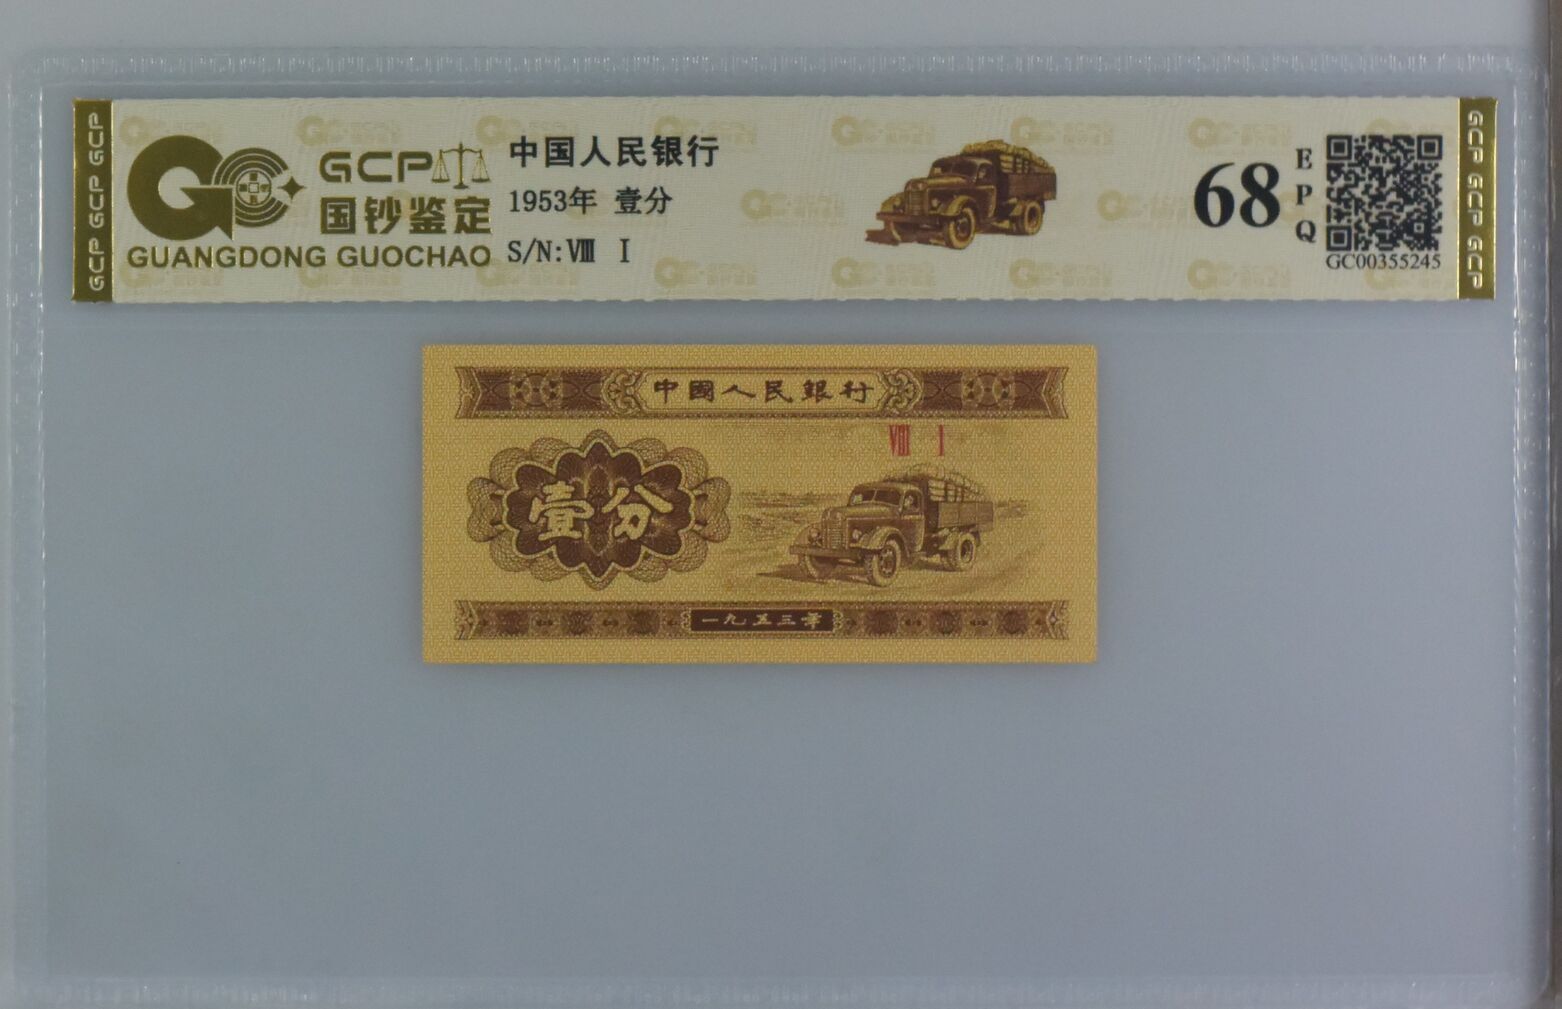 GCP GCP GCP
GCP
国钞鉴定
GUANGDONG GUOCHAO
中国人民银行
1953年 壹分
S/N:Ⅷ Ⅰ
68
EPQ
GC00355245
GCP GCP GCP
中國人民銀行
Ⅷ Ⅰ
壹分
一九五三年